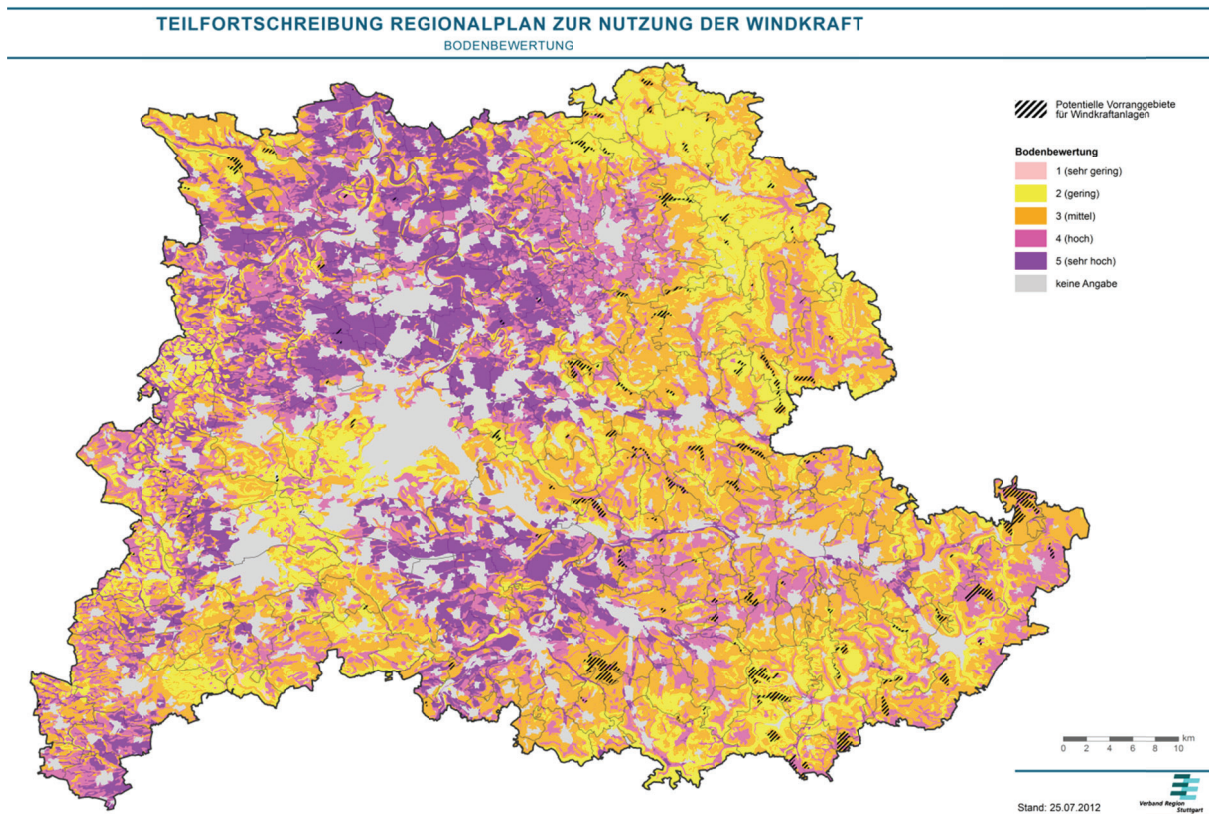 TEILFORTSCHREIBUNG REGIONALPLAN ZUR NUTZUNG DER WINDKRAFT
BODENBEWERTUNG
Potentielle Vorranggebiete
für Windkraftanlagen
Bodenbewertung
1 (sehr gering)
2 (gering)
3 (mittel)
4 (hoch)
5 (sehr hoch)
keine Angabe
km
0 2 4 6 8 10
Stand: 25.07.2012
Verband Region
Stuttgart